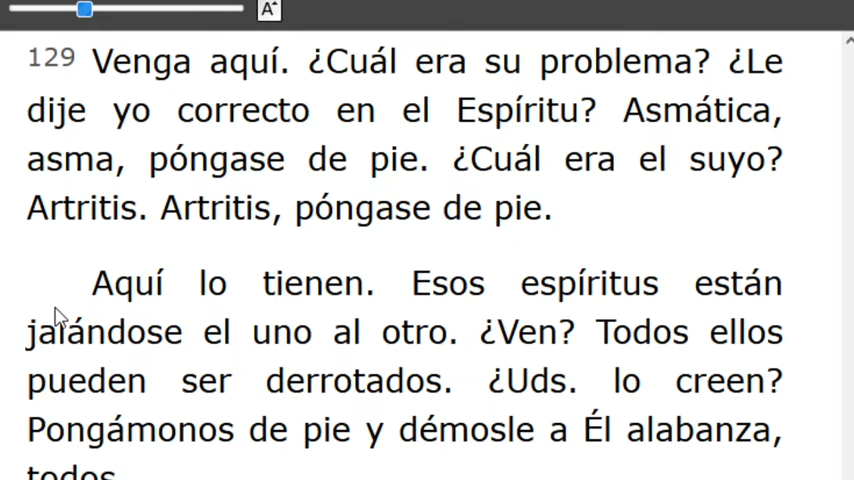 A
129 Venga aquí. ¿Cuál era su problema? ¿Le
dije yo correcto en el Espíritu? Asmática,
asma, póngase de pie. ¿Cuál era el suyo?
Artritis. Artritis, póngase de pie.
Aquí lo tienen. Esos espíritus están
jalándose el uno al otro. ¿Ven? Todos ellos
pueden ser derrotados. ¿Uds. lo creen?
Pongámonos de pie y démosle a Él alabanza,
todos.